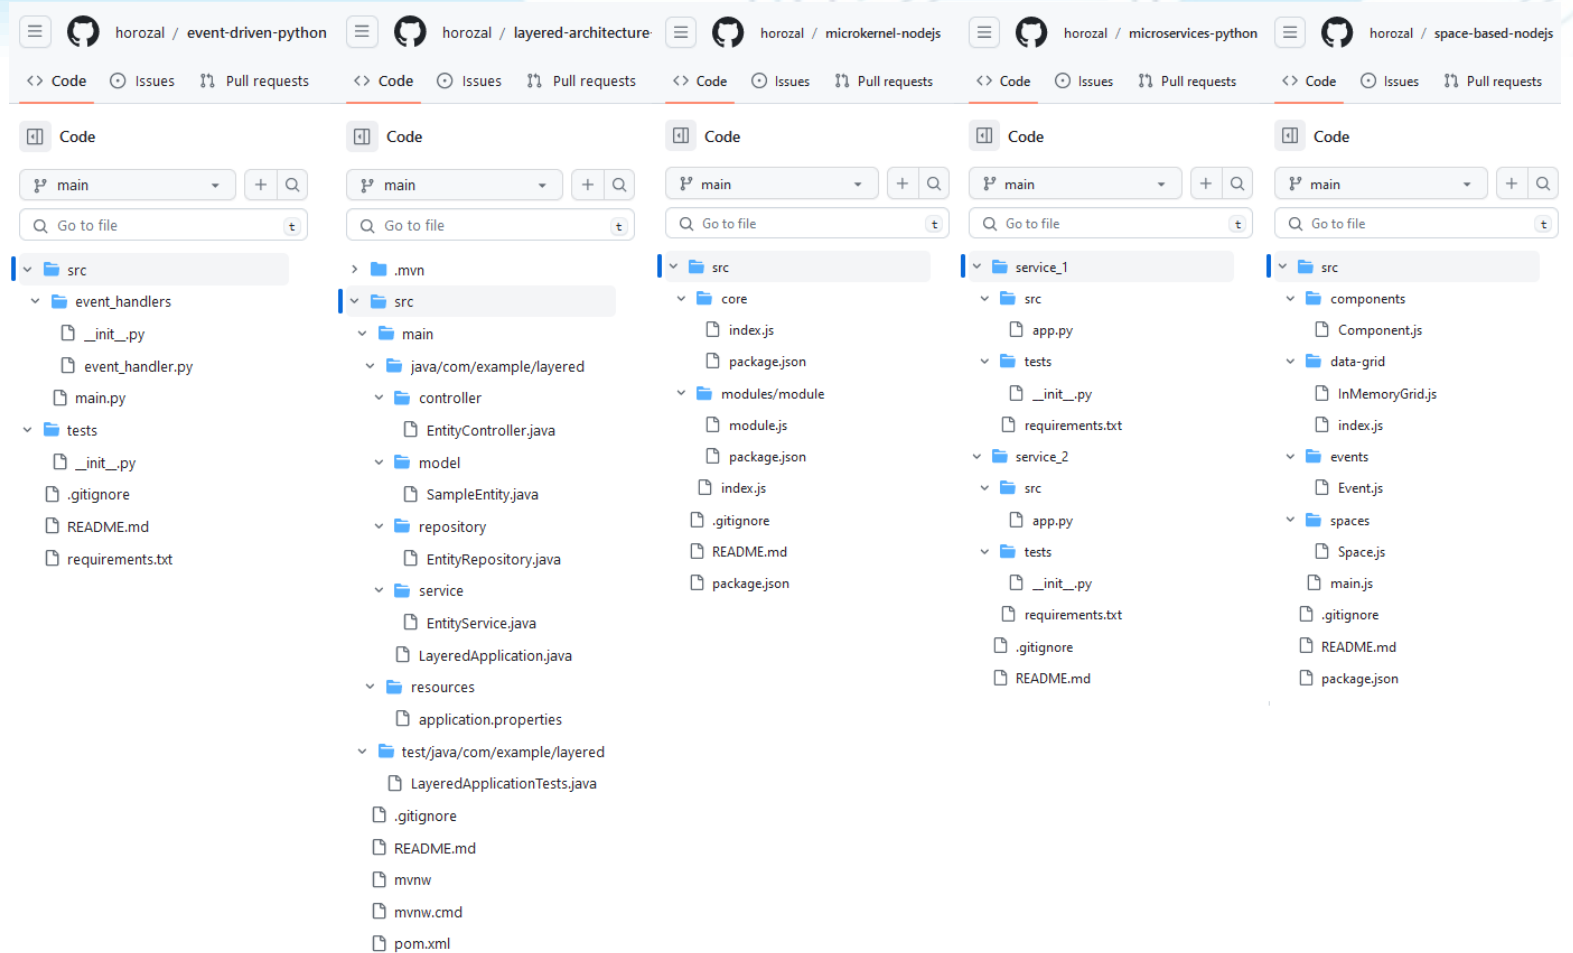 horozal / event-driven-python
Code Issues Pull requests
Code
main
Go to file t
src
event_handlers
__init__.py
event_handler.py
main.py
tests
__init__.py
.gitignore
README.md
requirements.txt
horozal / layered-architecture-
Code Issues Pull requests
Code
main
Go to file t
.mvn
src
main
java/com/example/layered
controller
EntityController.java
model
SampleEntity.java
repository
EntityRepository.java
service
EntityService.java
LayeredApplication.java
resources
application.properties
test/java/com/example/layered
LayeredApplicationTests.java
.gitignore
README.md
mvnw
mvnw.cmd
pom.xml
horozal / microkernel-nodejs
Code Issues Pull requests
Code
main
Go to file t
src
core
index.js
package.json
modules/module
module.js
package.json
index.js
.gitignore
README.md
package.json
horozal / microservices-python
Code Issues Pull requests
Code
main
Go to file t
service_1
src
app.py
tests
__init__.py
requirements.txt
service_2
src
app.py
tests
__init__.py
requirements.txt
.gitignore
README.md
horozal / space-based-nodejs
Code Issues Pull requests
Code
main
Go to file t
src
components
Component.js
data-grid
InMemoryGrid.js
index.js
events
Event.js
spaces
Space.js
main.js
.gitignore
README.md
package.json